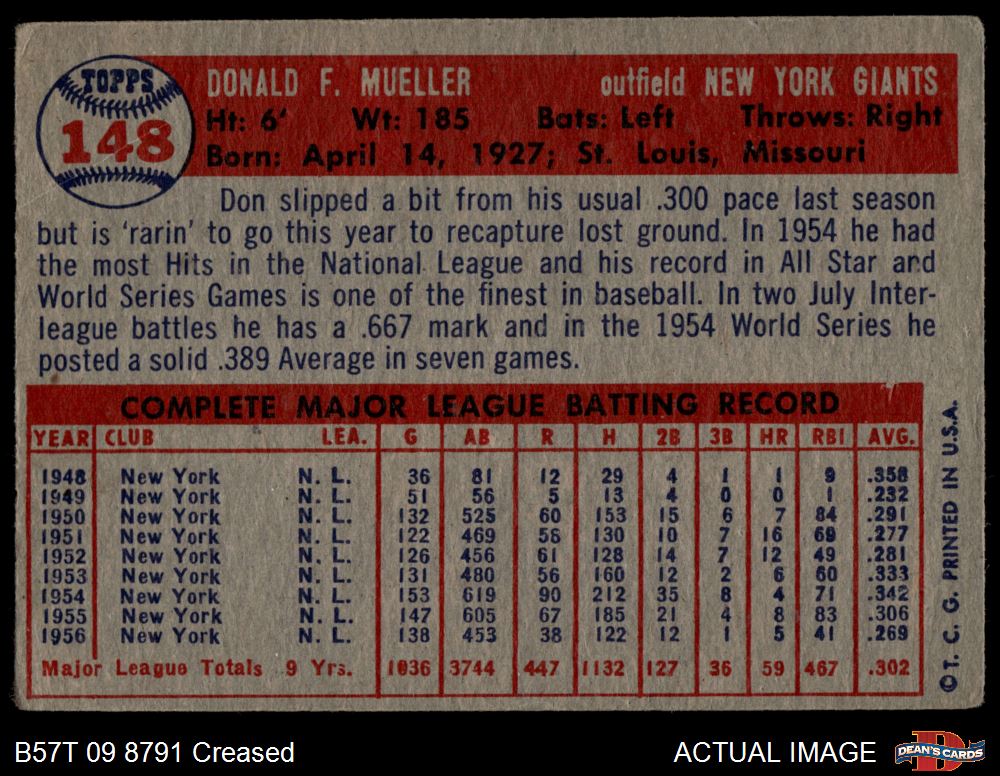 TOPPS
148
DONALD F. MUELLER outfield NEW YORK GIANTS
Ht: 6' Wt: 185 Bats: Left Throws: Right
Born: April 14, 1927; St. Louis, Missouri
Don slipped a bit from his usual .300 pace last season
but is 'rarin' to go this year to recapture lost ground. In 1954 he had
the most Hits in the National League and his record in All Star and
World Series Games is one of the finest in baseball. In two July Inter-
league battles he has a .667 mark and in the 1954 World Series he
posted a solid .389 Average in seven games.
COMPLETE MAJOR LEAGUE BATTING RECORD
YEAR CLUB LEA. G AB R H 2B 3B HR RBI AVG.
1948 New York N. L. 36 81 12 29 4 1 1 9 .358
1949 New York N. L. 51 56 5 13 4 0 0 1 .232
1950 New York N. L. 132 525 60 153 15 6 7 84 .291
1951 New York N. L. 122 469 58 130 10 7 16 69 .277
1952 New York N. L. 126 456 61 128 14 7 12 49 .281
1953 New York N. L. 131 480 56 160 12 2 6 60 .333
1954 New York N. L. 153 619 90 212 35 8 4 71 .342
1955 New York N. L. 147 605 67 185 21 4 8 83 .306
1956 New York N. L. 138 453 38 122 12 1 5 41 .269
Major League Totals 9 Yrs. 1036 3744 447 1132 127 36 59 467 .302
©T. C. G. PRINTED IN U.S.A.
B57T 09 8791 Creased ACTUAL IMAGE
DEAN'S CARDS